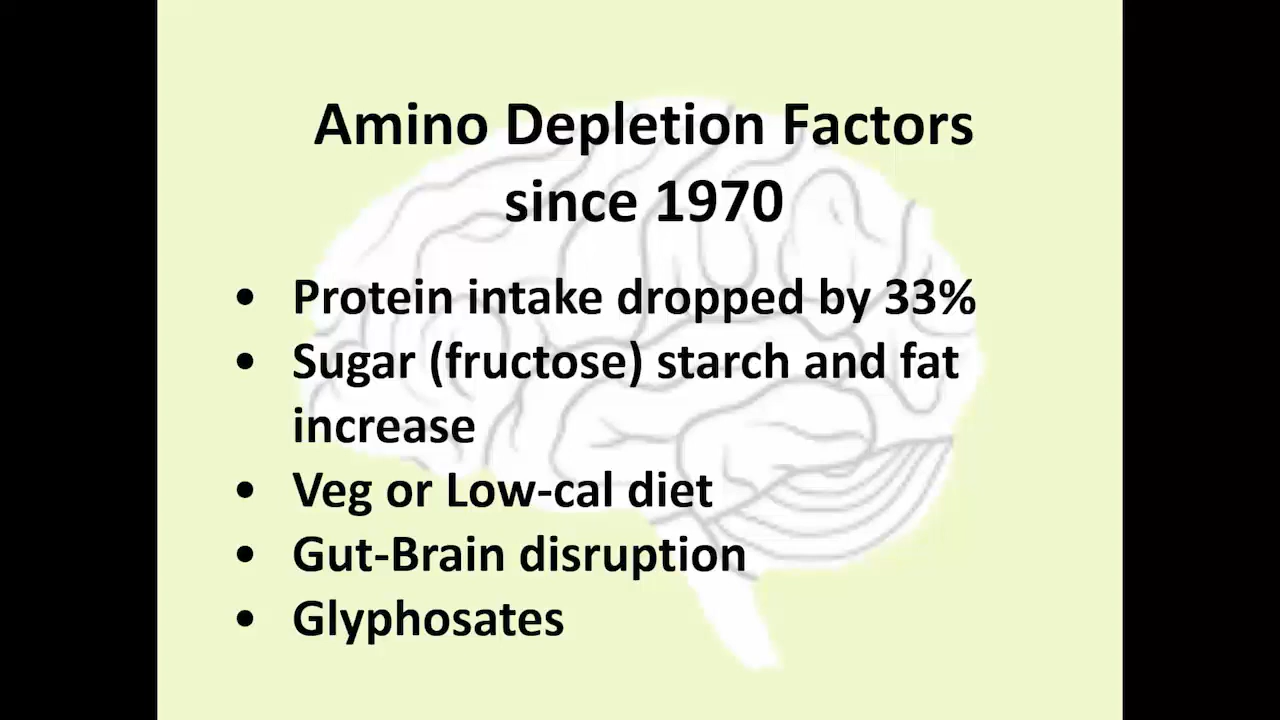 Amino Depletion Factors
since 1970
• Protein intake dropped by 33%
• Sugar (fructose) starch and fat
increase
• Veg or Low-cal diet
• Gut-Brain disruption
• Glyphosates